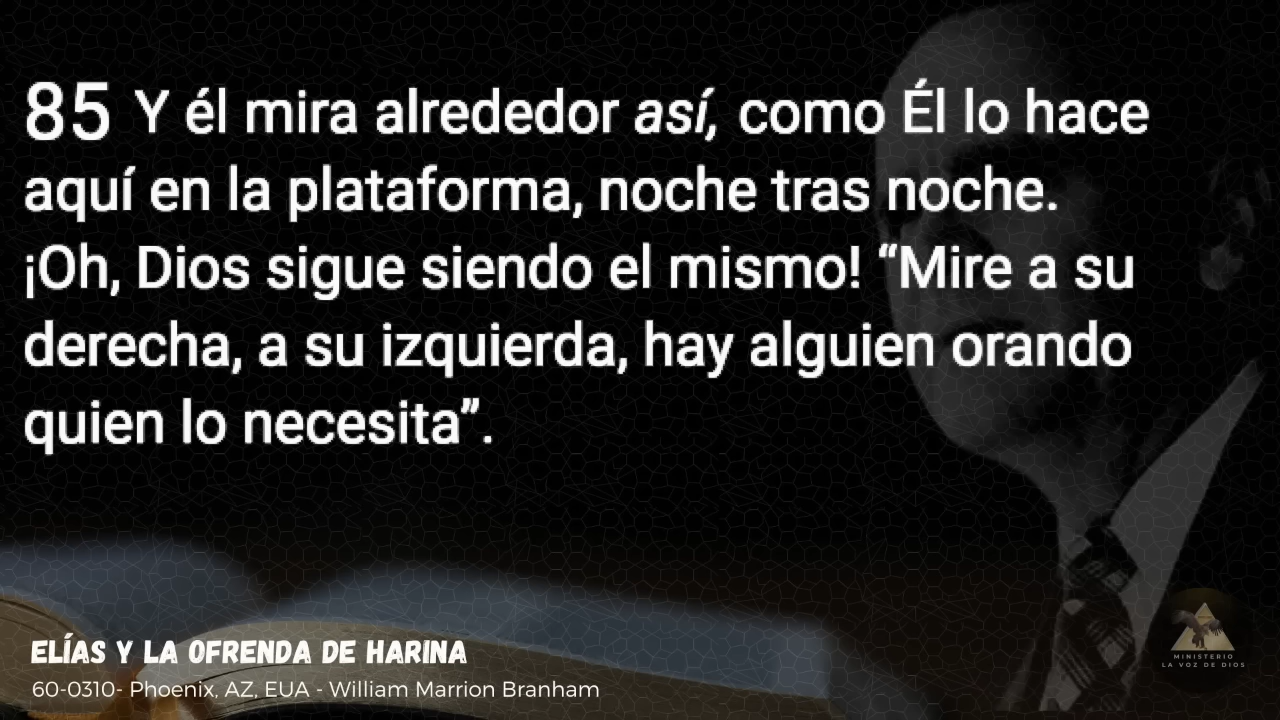 85 Y él mira alrededor así, como Él lo hace
aquí en la plataforma, noche tras noche.
¡Oh, Dios sigue siendo el mismo! “Mire a su
derecha, a su izquierda, hay alguien orando
quien lo necesita”.
ELÍAS Y LA OFRENDA DE HARINA
60-0310- Phoenix, AZ, EUA - William Marrion Branham
MINISTERIO
LA VOZ DE DIOS